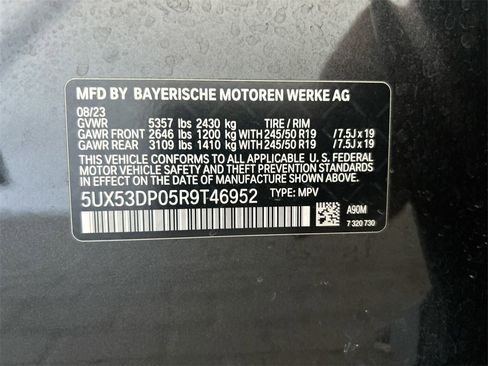 MFD BY BAYERISCHE MOTOREN WERKE AG
08/23
GVWR 5357 lbs 2430 kg TIRE / RIM
GAWR FRONT 2646 lbs 1200 kg WITH 245/50 R19 /7.5J x 19
GAWR REAR 3109 lbs 1410 kg WITH 245/50 R19 /7.5J x 19
THIS VEHICLE CONFORMS TO ALL APPLICABLE U. S. FEDERAL
MOTOR VEHICLE SAFETY STANDARDS IN EFFECT ON THE
DATE OF MANUFACTURE SHOWN ABOVE.
5UX53DP05R9T46952 TYPE: MPV
A90M
7 320 730